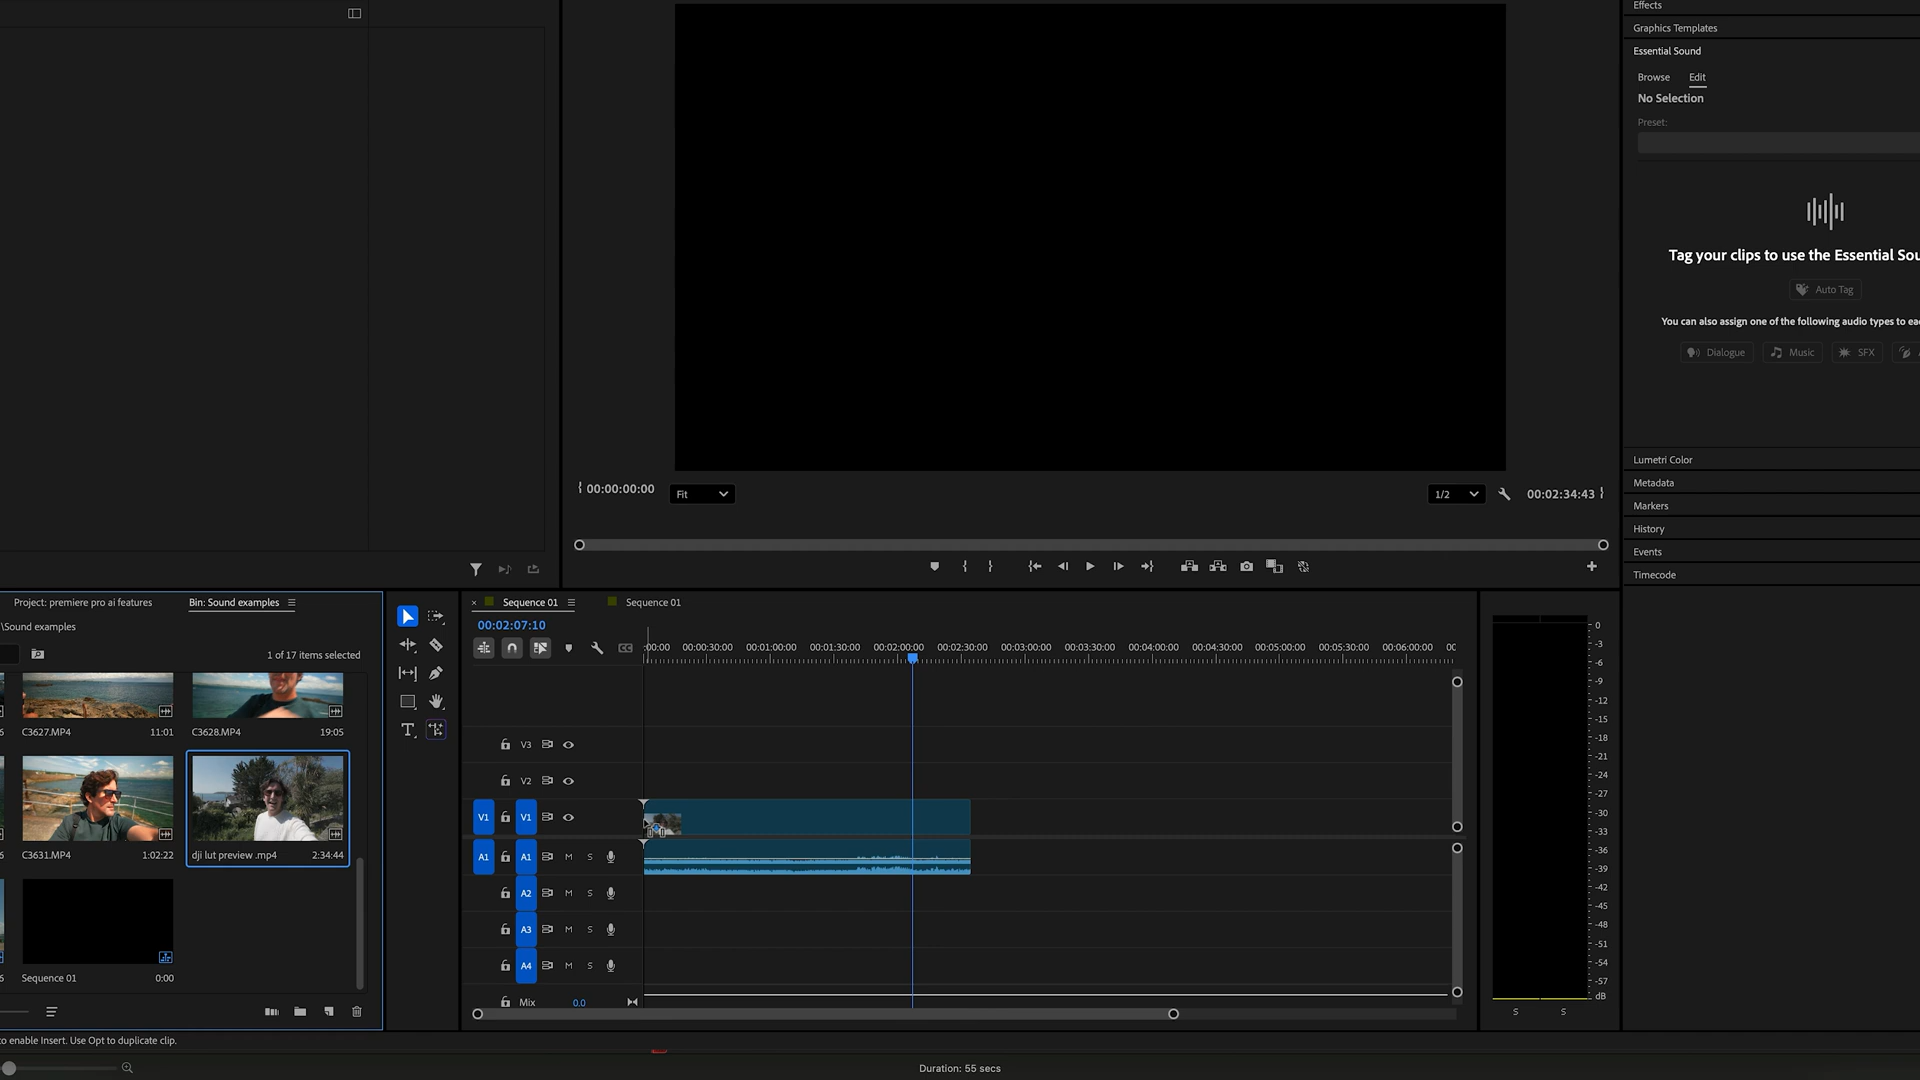 Effects
Graphics Templates
Essential Sound
Browse Edit
No Selection
Preset:
Tag your clips to use the Essential Sou
Auto Tag
You can also assign one of the following audio types to eac
Dialogue Music SFX
Lumetri Color
Metadata
Markers
History
Events
Timecode
00:00:00:00 Fit 1/2 00:02:34:43
Project: premiere pro ai features Bin: Sound examples
\Sound examples
1 of 17 items selected
C3627.MP4 11:01
C3628.MP4 19:05
C3631.MP4 1:02:22
dji lut preview .mp4 2:34:44
Sequence 01 0:00
to enable Insert. Use Opt to duplicate clip.
× Sequence 01 Sequence 01
00:02:07:10
:00:00 00:00:30:00 00:01:00:00 00:01:30:00 00:02:00:00 00:02:30:00 00:03:00:00 00:03:30:00 00:04:00:00 00:04:30:00 00:05:00:00 00:05:30:00 00:06:00:00 00
V3
V2
V1 V1
A1 A1 M S
A2 M S
A3 M S
A4 M S
Mix 0.0
0
-3
-6
-9
-12
-15
-18
-21
-24
-27
-30
-33
-36
-39
-42
-45
-48
-51
-54
-57
dB
S S
Duration: 55 secs